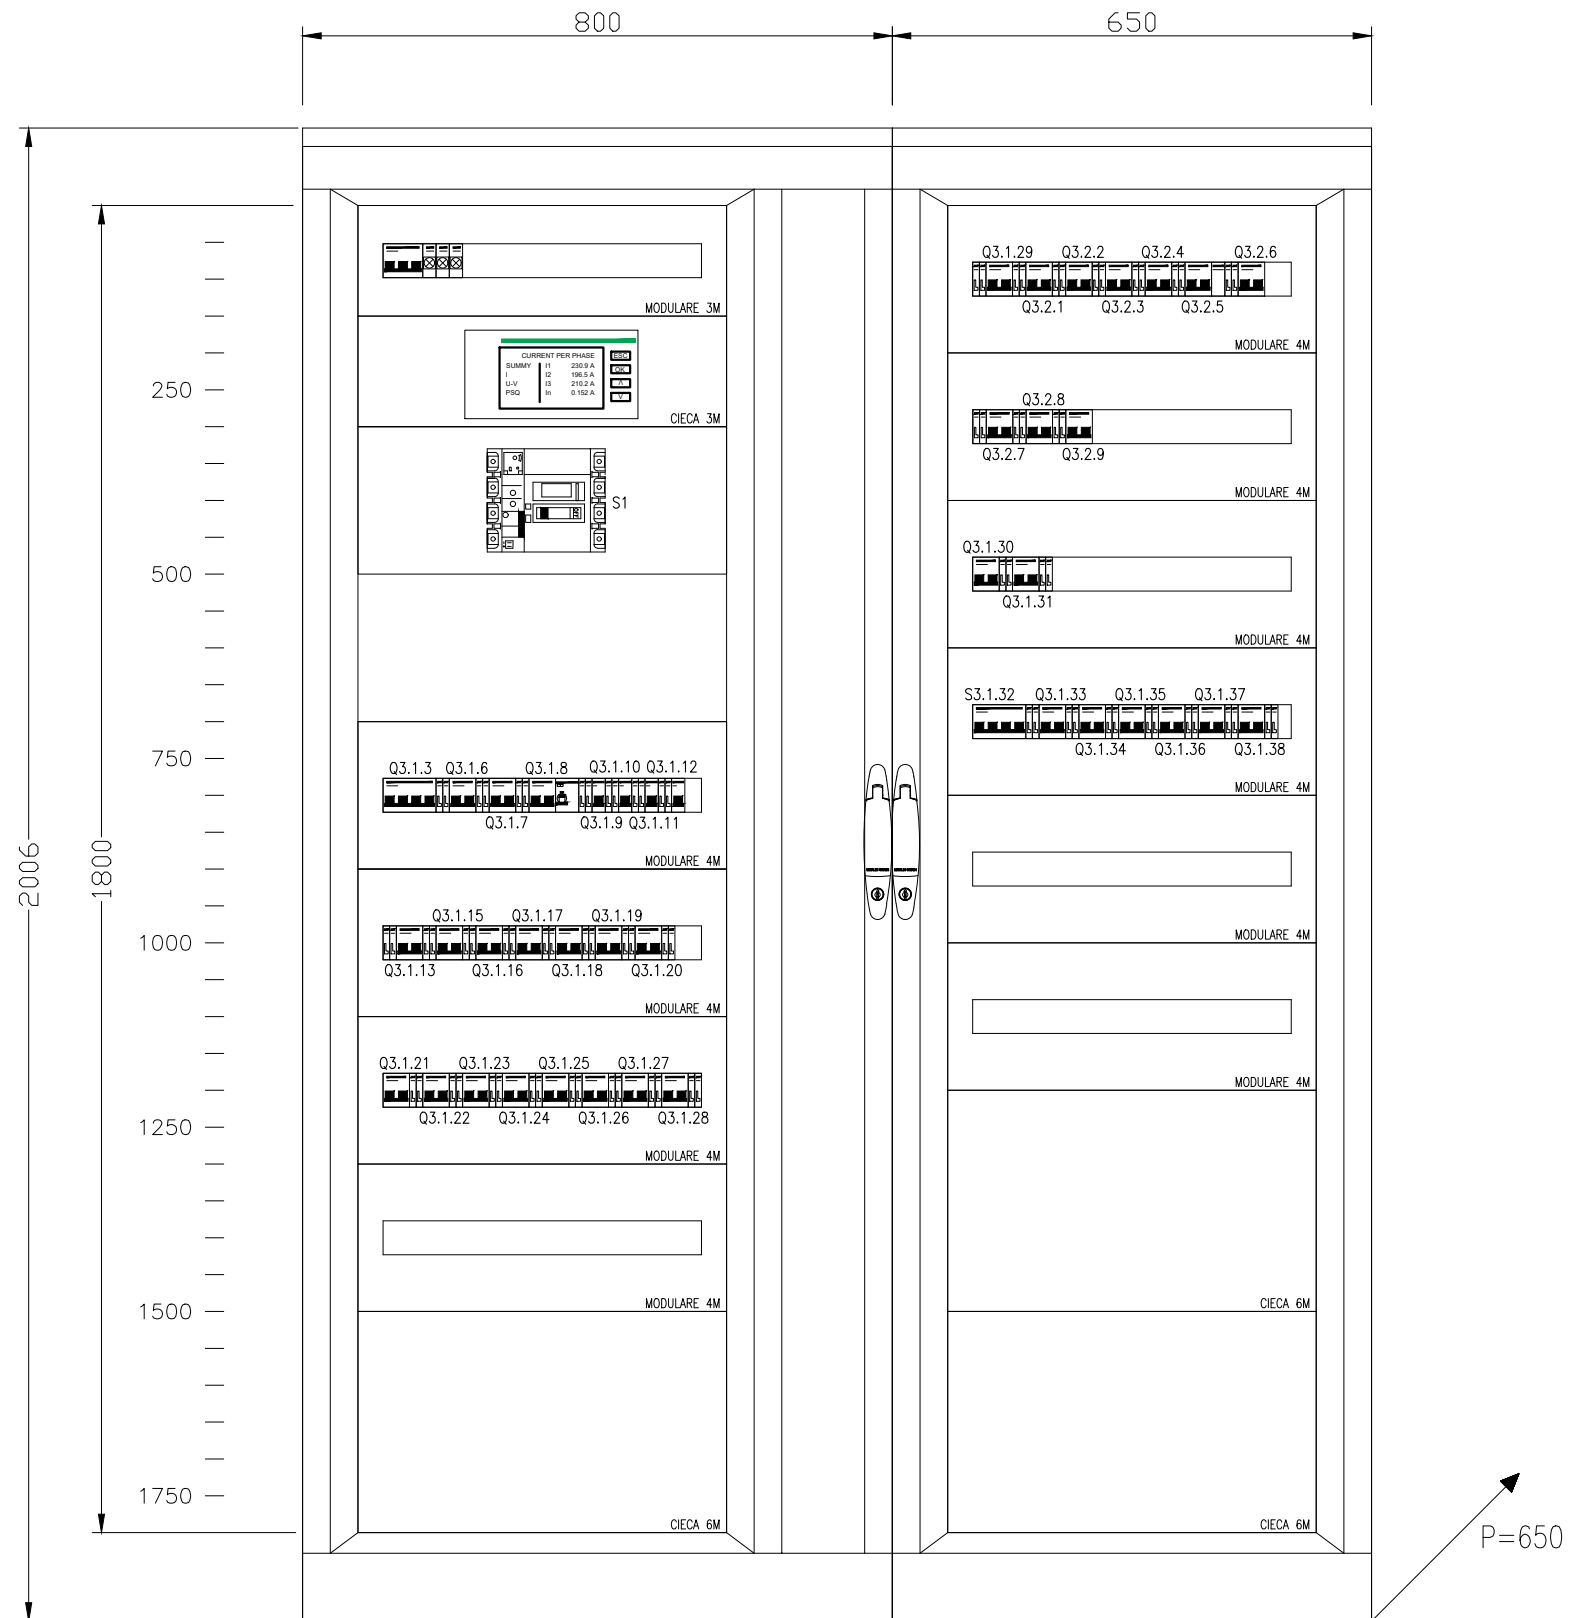 800
650
2006
1800
250
500
750
1000
1250
1500
1750
MODULARE 3M
CURRENT PER PHASE
SUMMY I1 230.9 A
I I2 196.5 A
U-V I3 210.2 A
PSQ In 0.152 A
ESC
OK
Λ
V
CIECA 3M
S1
Q3.1.3 Q3.1.6 Q3.1.8 Q3.1.10 Q3.1.12
Q3.1.7 Q3.1.9 Q3.1.11
MODULARE 4M
Q3.1.15 Q3.1.17 Q3.1.19
Q3.1.13 Q3.1.16 Q3.1.18 Q3.1.20
MODULARE 4M
Q3.1.21 Q3.1.23 Q3.1.25 Q3.1.27
Q3.1.22 Q3.1.24 Q3.1.26 Q3.1.28
MODULARE 4M
MODULARE 4M
CIECA 6M
Q3.1.29 Q3.2.2 Q3.2.4 Q3.2.6
Q3.2.1 Q3.2.3 Q3.2.5
MODULARE 4M
Q3.2.8
Q3.2.7 Q3.2.9
MODULARE 4M
Q3.1.30
Q3.1.31
MODULARE 4M
S3.1.32 Q3.1.33 Q3.1.35 Q3.1.37
Q3.1.34 Q3.1.36 Q3.1.38
MODULARE 4M
MODULARE 4M
MODULARE 4M
CIECA 6M
CIECA 6M
P=650